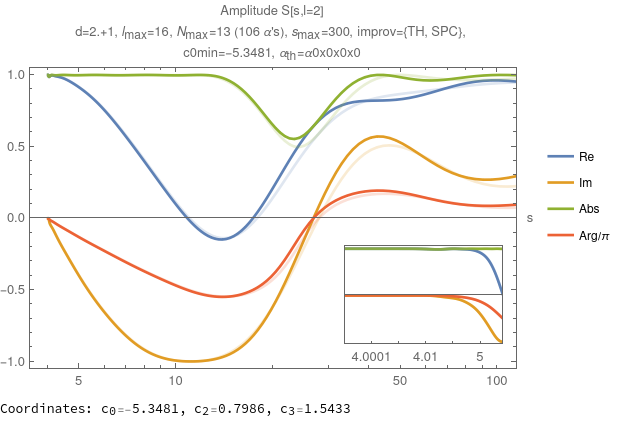 Amplitude S[s,l=2]
d=2.+1, lmax=16, Nmax=13 (106 α's), smax=300, improv={TH, SPC},
c0min=−5.3481, αth=α0x0x0x0
1.0
0.5
0.0
−0.5
−1.0
5
10
50
100
s
4.0001
4.01
5
Re
Im
Abs
Arg/π
Coordinates: c0=-5.3481, c2=0.7986, c3=1.5433